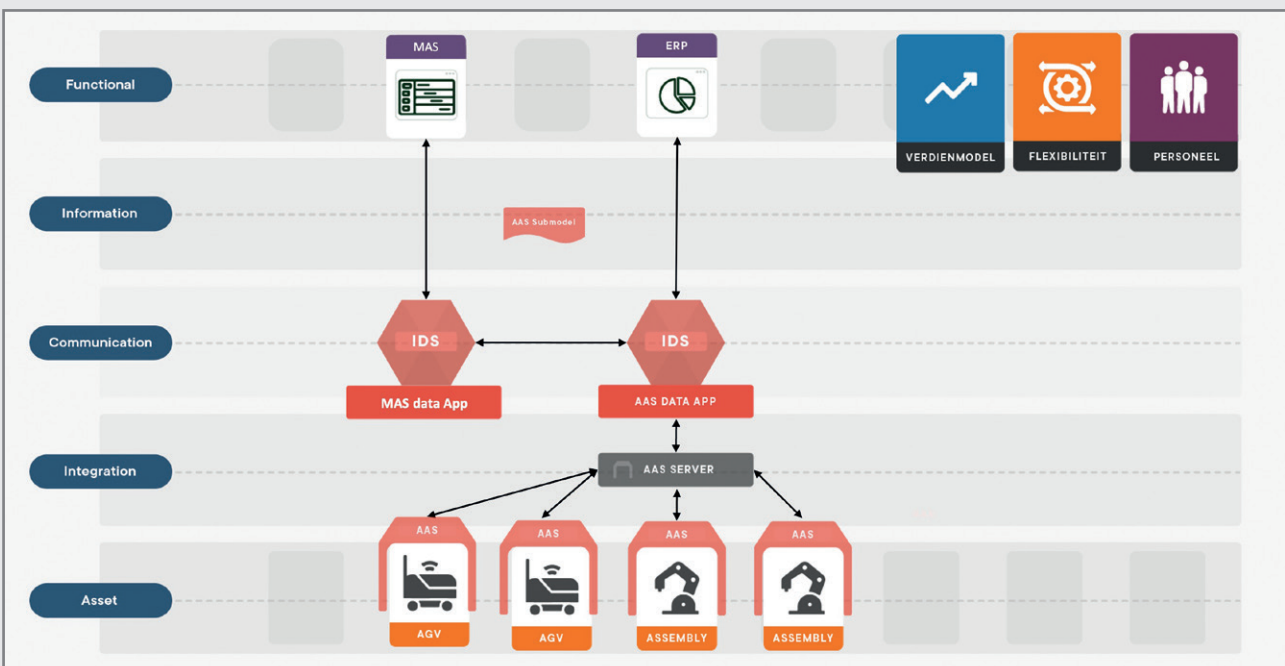 MAS
ERP
Functional
VERDIENMODEL
FLEXIBILITEIT
PERSONEEL
Information
AAS Submodel
IDS
IDS
Communication
MAS data App
AAS DATA APP
Integration
AAS SERVER
AAS
AAS
AAS
AAS
Asset
AGV
AGV
ASSEMBLY
ASSEMBLY